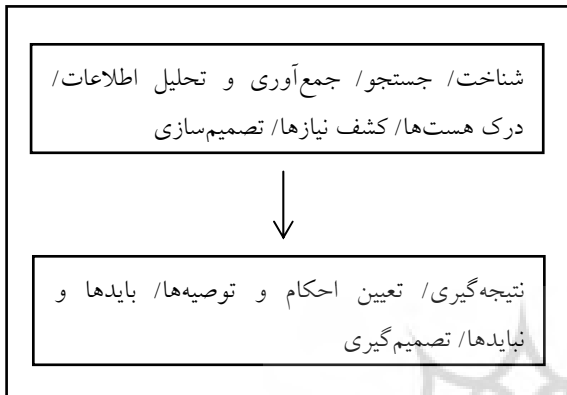 شناخت/ جستجو/ جمع‌آوری و تحلیل اطلاعات/
درک هست‌ها/ کشف نیازها/ تصمیم‌سازی
نتیجه‌گیری/ تعیین احکام و توصیه‌ها/ بایدها و
نبایدها/ تصمیم‌گیری